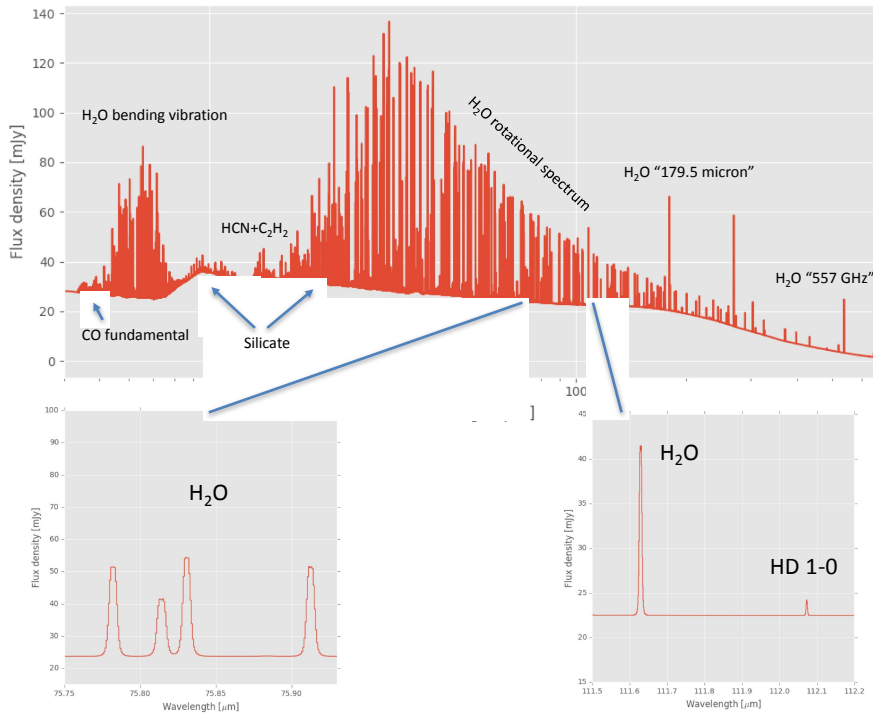 140
120
100
80
60
40
20
0
Flux density [mJy]
H₂O bending vibration
HCN+C₂H₂
H₂O rotational spectrum
H₂O “179.5 micron”
H₂O “557 GHz”
CO fundamental
Silicate
100
]
100
90
80
70
60
50
40
30
20
Flux density [mJy]
H₂O
75.75
75.80
75.85
75.90
Wavelength [μm]
45
40
35
30
25
20
15
Flux density [mJy]
H₂O
HD 1-0
111.5
111.6
111.7
111.8
111.9
112.0
112.1
112.2
Wavelength [μm]